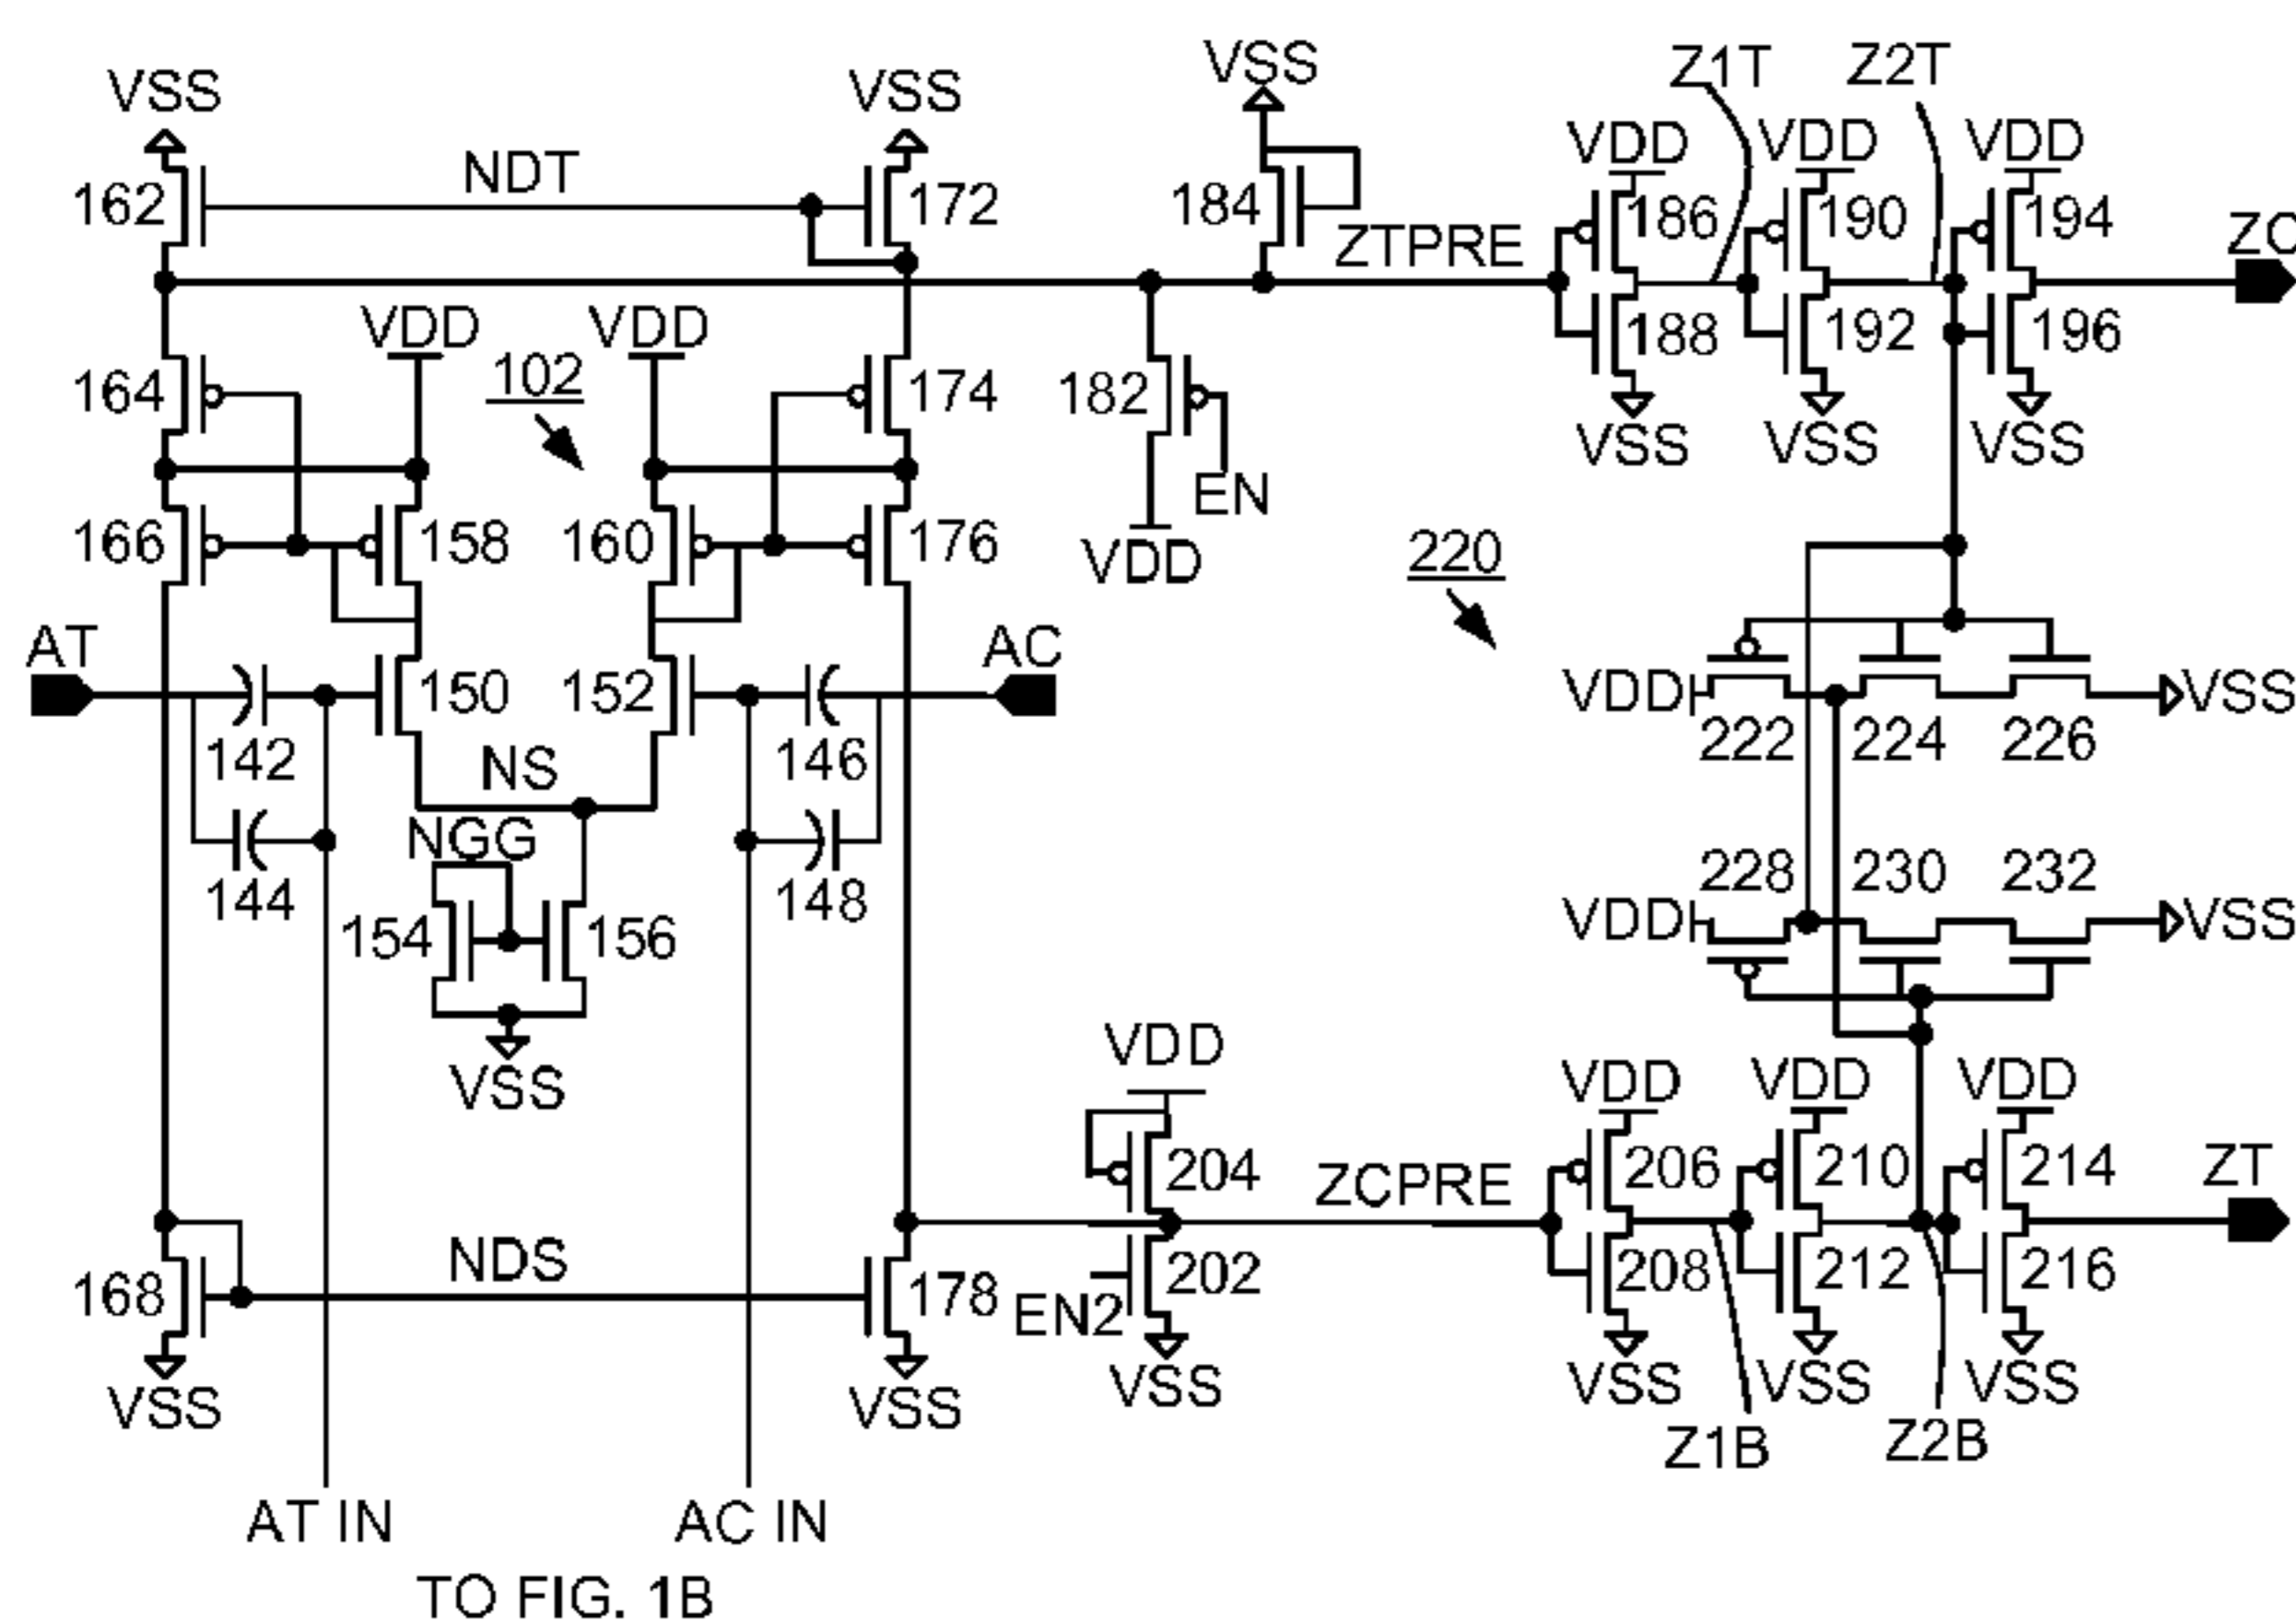 VSS
VSS
VSS
Z1T
Z2T
162
NDT
172
184
ZTPRE
VDD
VDD
VDD
186
190
194
188
192
196
VSS
VSS
VSS
VDD
VDD
102
164
174
182
EN
VDD
166
158
160
176
220
AT
AC
142
150
152
146
144
148
NS
NGG
154
156
VSS
VDD
222
224
226
VSS
228
230
232
VDD
VSS
VDD
204
ZCPRE
202
EN2
VSS
VDD
VDD
VDD
206
210
214
ZT
208
212
216
VSS
VSS
VSS
Z1B
Z2B
168
NDS
178
VSS
VSS
AT IN
AC IN
TO FIG. 1B